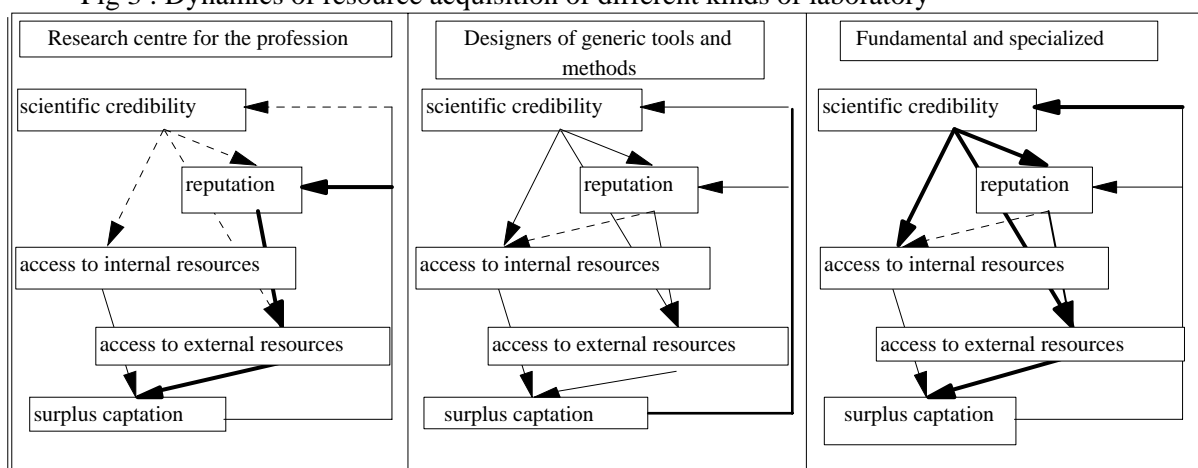 Fig 3 : Dynamics of resource acquisition of different kinds of laboratory
Research centre for the profession
scientific credibility
reputation
access to internal resources
access to external resources
surplus captation
Designers of generic tools and
methods
scientific credibility
reputation
access to internal resources
access to external resources
surplus captation
Fundamental and specialized
scientific credibility
reputation
access to internal resources
access to external resources
surplus captation